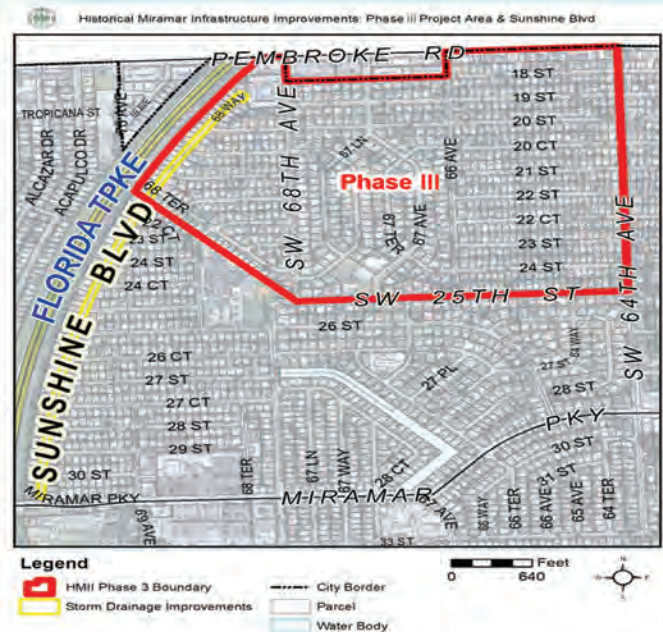 Historical Miramar Infrastructure Improvements: Phase III Project Area & Sunshine Blvd
PEMBROKE RD
TROPICANA ST
ALCAZAR DR
ACAPULCO DR
68 WAY
SW 68TH AVE
67 LN
66 AVE
18 ST
19 ST
20 ST
20 CT
21 ST
22 ST
22 CT
23 ST
24 ST
Phase III
67 TER
67 AVE
68 TER
22 CT
23 ST
24 ST
24 CT
FLORIDA TPKE
SUNSHINE BLVD
SW 25TH ST
SW 64TH AVE
26 ST
26 CT
27 ST
27 CT
28 ST
29 ST
30 ST
27 PL
27 ST
64 WAY
28 ST
MIRAMAR PKY
MIRAMAR
PKY
30 ST
31 ST
68 TER
67 LN
67 WAY
28 CT
67 AVE
66 WAY
66 TER
66 AVE
65 AVE
64 TER
69 AVE
33 ST
Legend
HMII Phase 3 Boundary
Storm Drainage Improvements
City Border
Parcel
Water Body
Feet
0 640